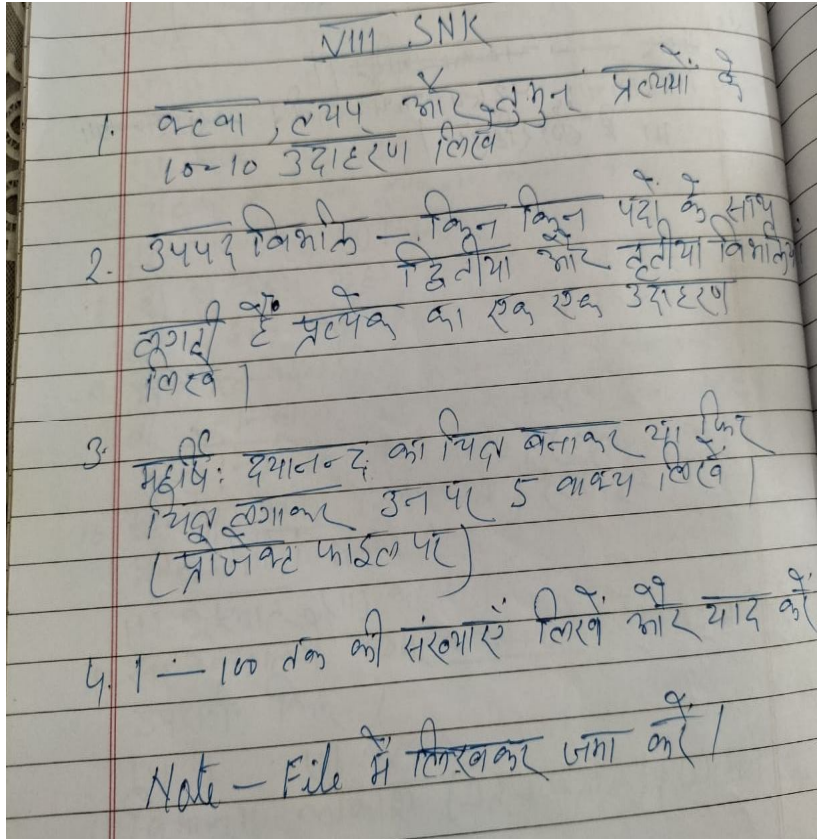 VIII SNK
1. क्त्वा, ल्यप् और तुमुन् प्रत्ययों के
10-10 उदाहरण लिखें
2. उपपद विभक्ति - किन किन पदों के साथ
द्वितीया और तृतीया विभक्तियां
लगती हैं प्रत्येक का एक एक उदाहरण
लिखें।
3. महर्षि: दयानन्द का चित्र बनाकर या फिर
चित्र लगाकर उन पर 5 वाक्य लिखें।
(प्रोजेक्ट फाइल पर)
4. 1 – 100 तक की संख्याएँ लिखें और याद करें
Note – File में लिखकर जमा करें।